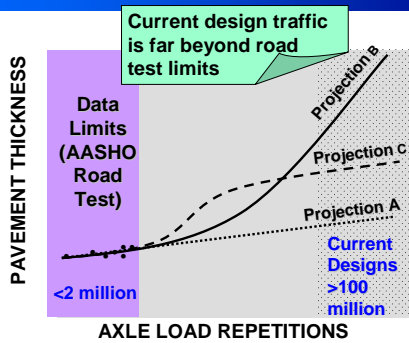 Current design traffic
is far beyond road
test limits
PAVEMENT THICKNESS
Data
Limits
(AASHO
Road
Test)
<2 million
Projection B
Projection C
Projection A
Current
Designs
>100
million
AXLE LOAD REPETITIONS